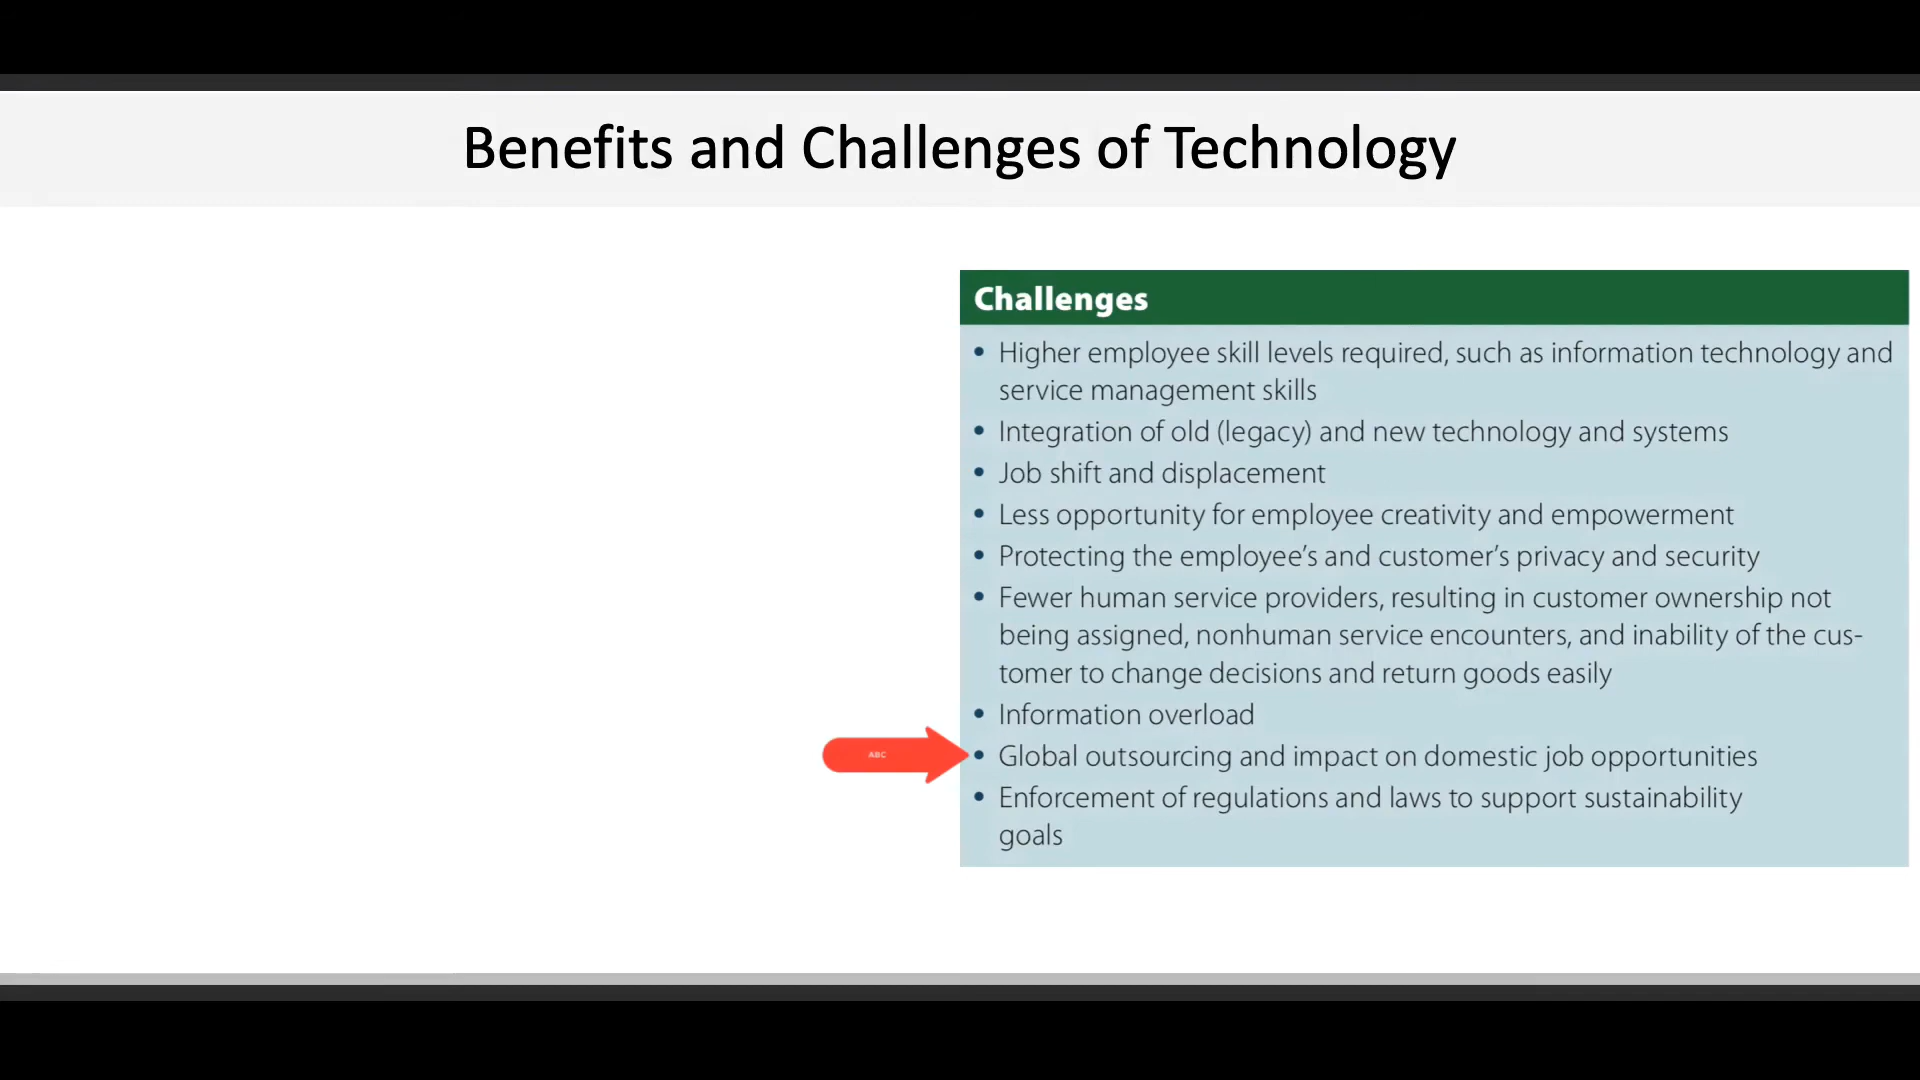 Benefits and Challenges of Technology
Challenges
• Higher employee skill levels required, such as information technology and
service management skills
• Integration of old (legacy) and new technology and systems
• Job shift and displacement
• Less opportunity for employee creativity and empowerment
• Protecting the employee’s and customer’s privacy and security
• Fewer human service providers, resulting in customer ownership not
being assigned, nonhuman service encounters, and inability of the cus-
tomer to change decisions and return goods easily
• Information overload
ABC
• Global outsourcing and impact on domestic job opportunities
• Enforcement of regulations and laws to support sustainability
goals